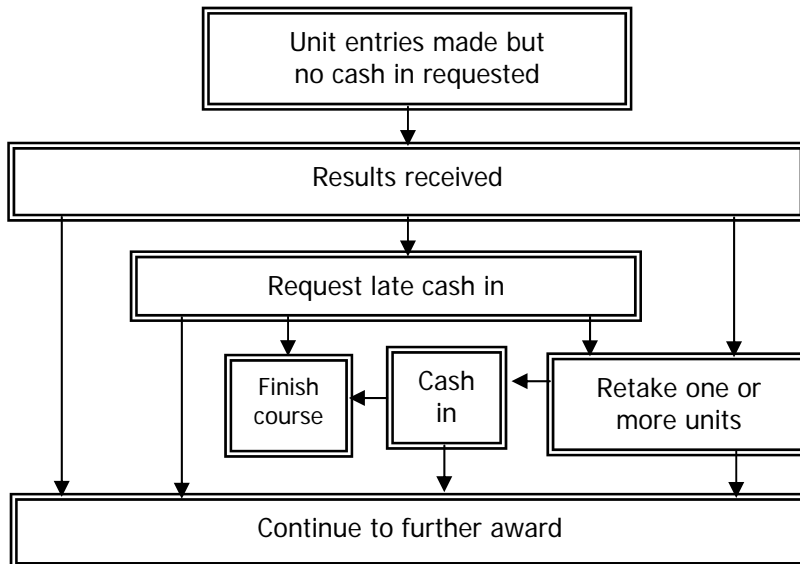 Unit entries made but
no cash in requested
Results received
Request late cash in
Finish
course
Cash
in
Retake one or
more units
Continue to further award